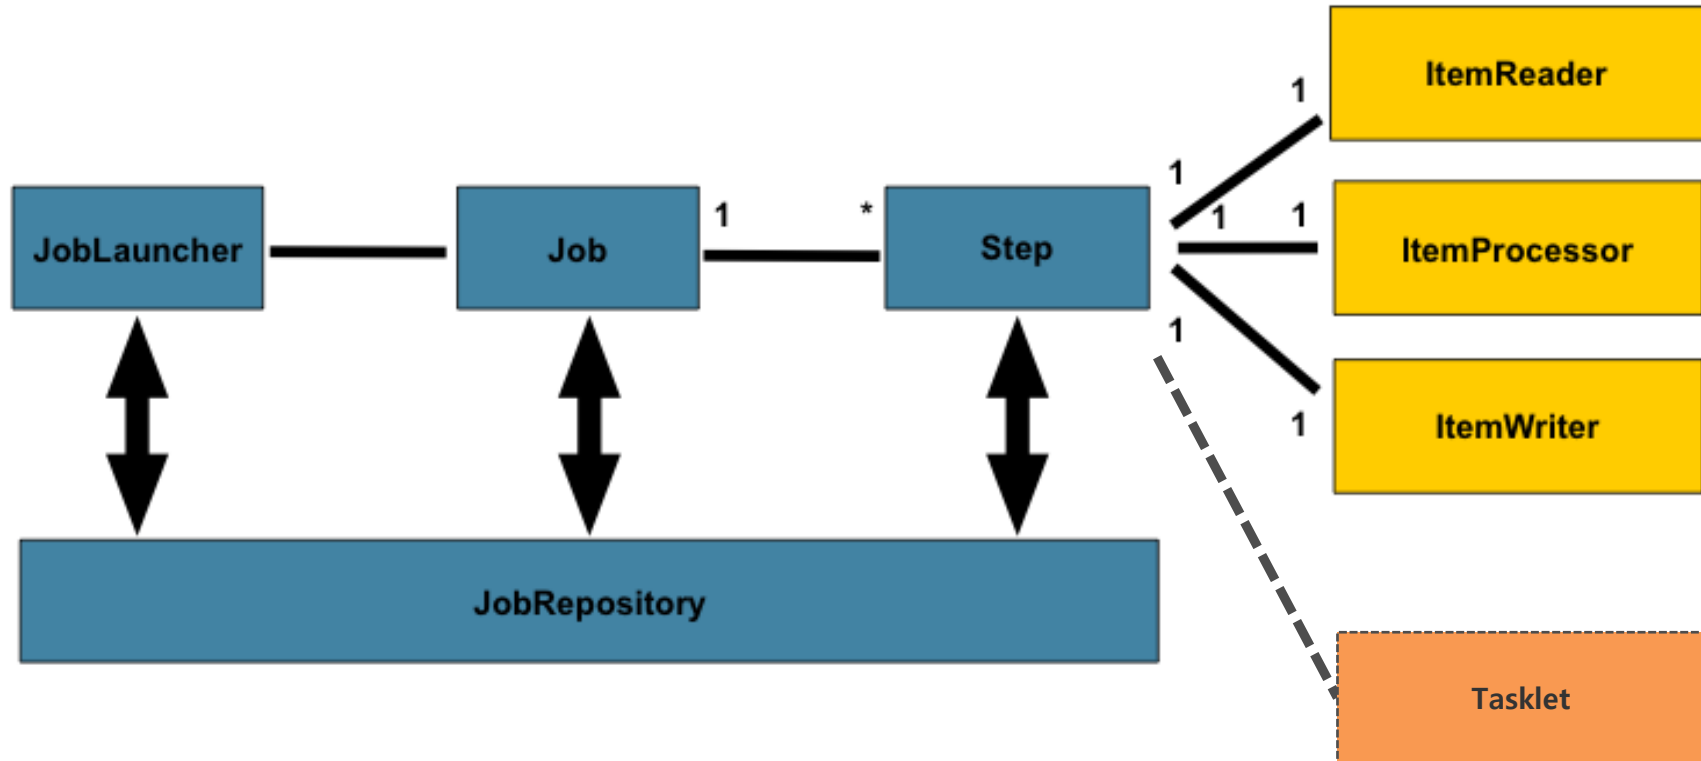 ItemReader
1
1
JobLauncher
Job
1
*
Step
1
1
ItemProcessor
1
1
ItemWriter
JobRepository
Tasklet